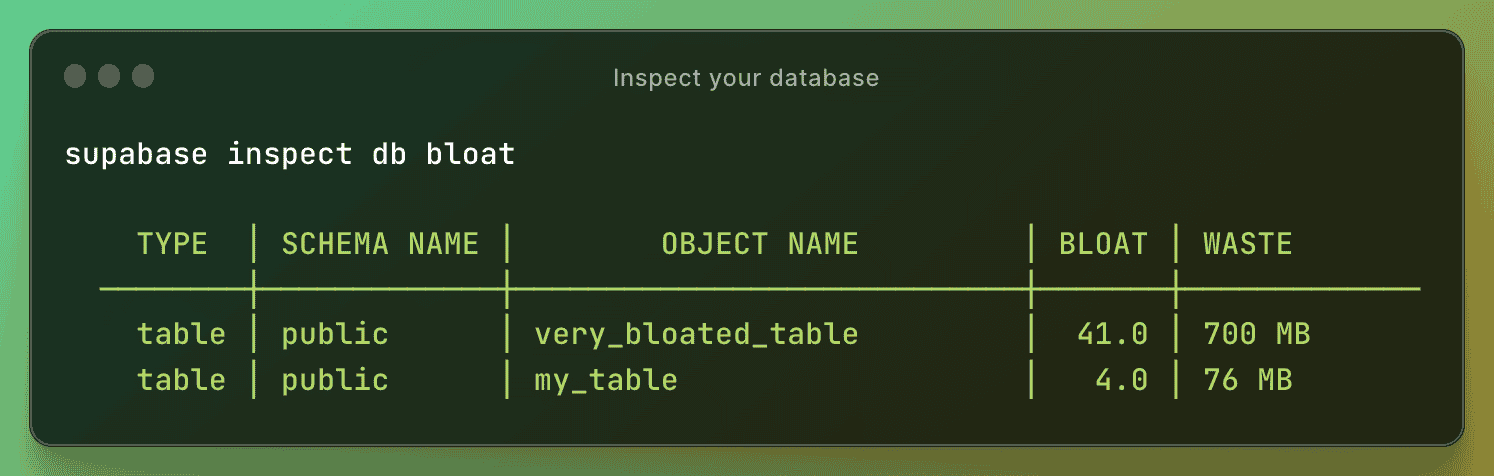 Inspect your database
supabase inspect db bloat
TYPE │ SCHEMA NAME │ OBJECT NAME │ BLOAT │ WASTE
table │ public │ very_bloated_table │ 41.0 │ 700 MB
table │ public │ my_table │ 4.0 │ 76 MB